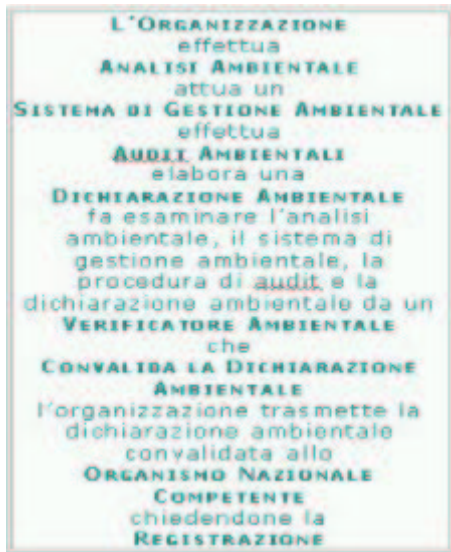 L'ORGANIZZAZIONE
effettua
ANALISI AMBIENTALE
attua un
SISTEMA DI GESTIONE AMBIENTALE
effettua
AUDIT AMBIENTALI
elabora una
DICHIARAZIONE AMBIENTALE
fa esaminare l'analisi
ambientale, il sistema di
gestione ambientale, la
procedura di audit e la
dichiarazione ambientale da un
VERIFICATORE AMBIENTALE
che
CONVALIDA LA DICHIARAZIONE
AMBIENTALE
l'organizzazione trasmette la
dichiarazione ambientale
convalidata allo
ORGANISMO NAZIONALE
COMPETENTE
chiedendone la
REGISTRAZIONE